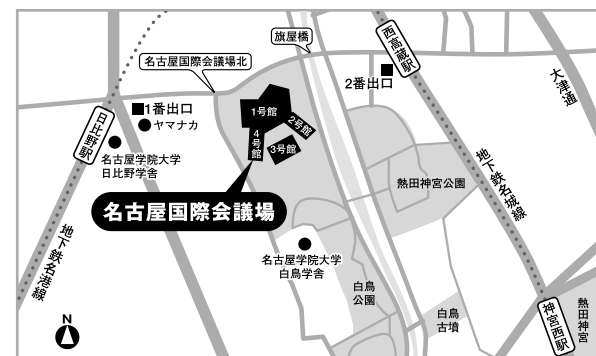 旗屋橋
西高蔵駅
名古屋国際会議場北
2番出口
大津通
1号館
2号館
3号館
4号館
1番出口
ヤマナカ
日比野駅
名古屋学院大学
日比野学舎
熱田神宮公園
地下鉄名城線
名古屋国際会議場
地下鉄名港線
名古屋学院大学
白鳥学舎
白鳥
公園
白鳥
古墳
神宮西駅
熱田神宮
N